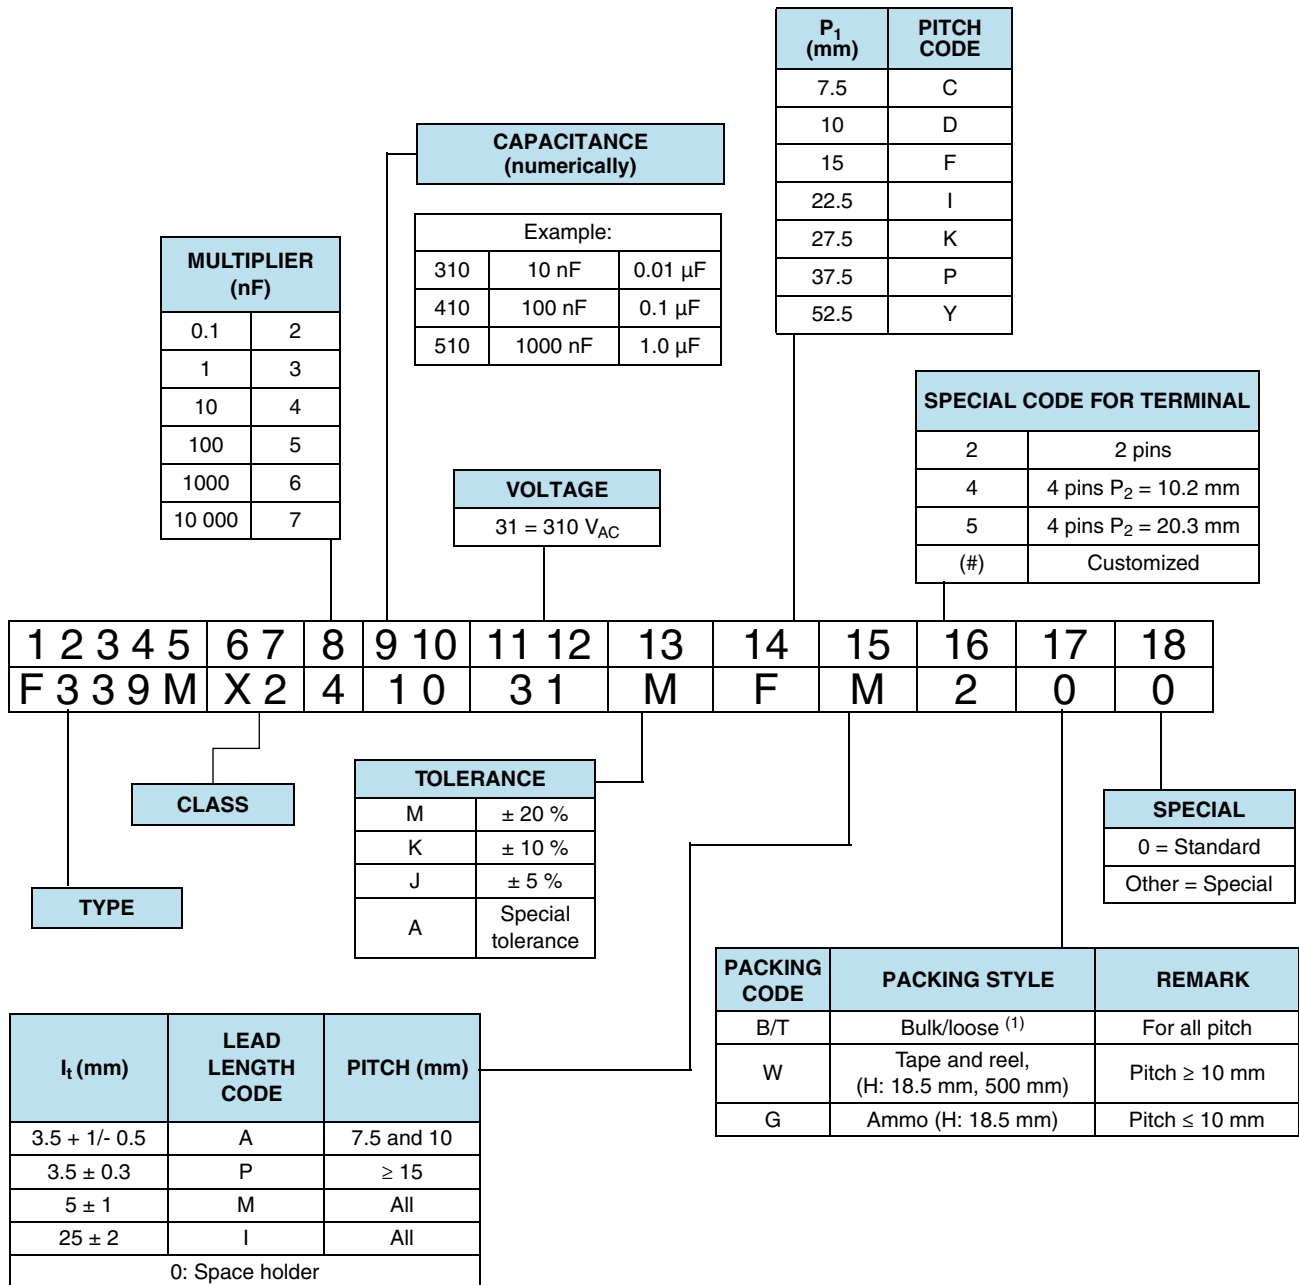 P1 (mm) PITCH CODE
7.5 C
10 D
15 F
22.5 I
27.5 K
37.5 P
52.5 Y
CAPACITANCE
(numerically)
Example:
310 10 nF 0.01 µF
410 100 nF 0.1 µF
510 1000 nF 1.0 µF
MULTIPLIER
(nF)
0.1 2
1 3
10 4
100 5
1000 6
10 000 7
SPECIAL CODE FOR TERMINAL
2 2 pins
4 4 pins P2 = 10.2 mm
5 4 pins P2 = 20.3 mm
(#) Customized
VOLTAGE
31 = 310 VAC
1 2 3 4 5 6 7 8 9 10 11 12 13 14 15 16 17 18
F 3 3 9 M X 2 4 1 0 3 1 M F M 2 0 0
TYPE
CLASS
TOLERANCE
M ± 20 %
K ± 10 %
J ± 5 %
A Special tolerance
SPECIAL
0 = Standard
Other = Special
PACKING CODE PACKING STYLE REMARK
B/T Bulk/loose (1) For all pitch
W Tape and reel, (H: 18.5 mm, 500 mm) Pitch ≥ 10 mm
G Ammo (H: 18.5 mm) Pitch ≤ 10 mm
lt (mm) LEAD LENGTH CODE PITCH (mm)
3.5 + 1/- 0.5 A 7.5 and 10
3.5 ± 0.3 P ≥ 15
5 ± 1 M All
25 ± 2 I All
0: Space holder